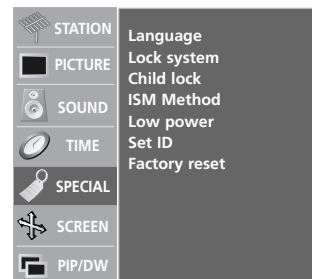 STATION
PICTURE
SOUND
TIME
SPECIAL
SCREEN
PIP/DW
Language
Lock system
Child lock
ISM Method
Low power
Set ID
Factory reset